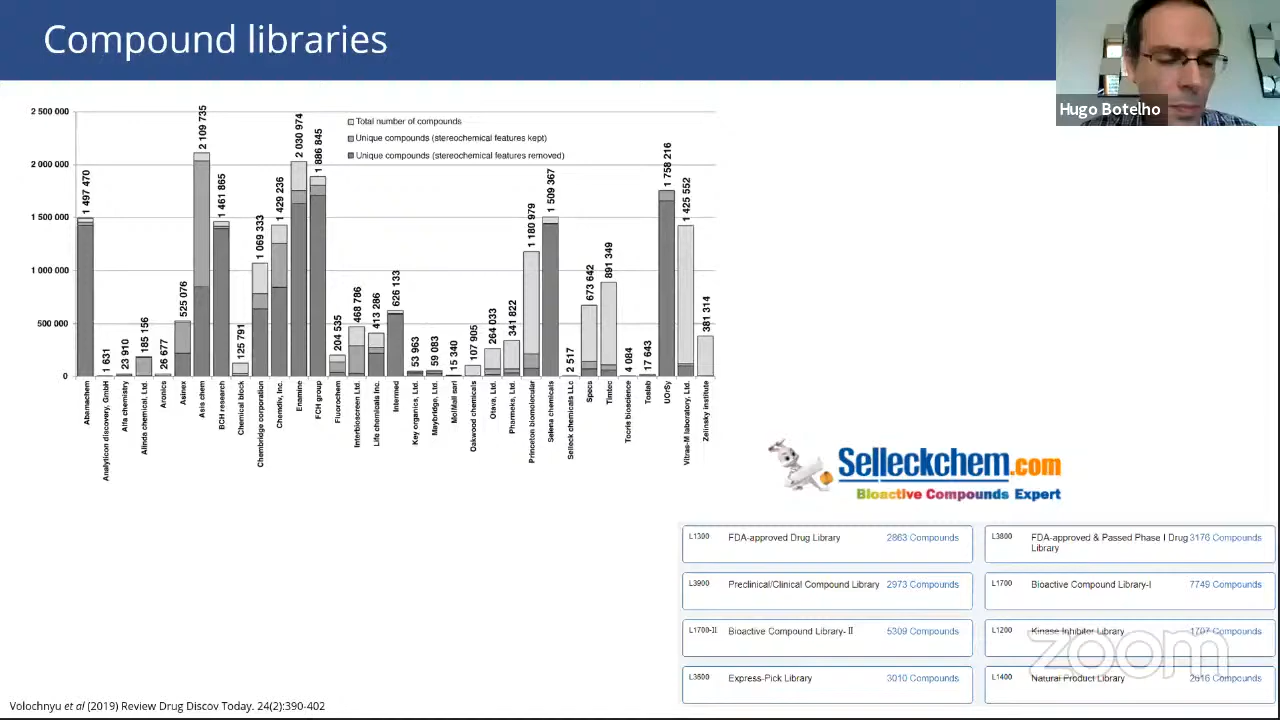 Compound libraries
Hugo Botelho
2 500 000
2 000 000
1 500 000
1 000 000
500 000
0
Total number of compounds
Unique compounds (stereochemical features kept)
Unique compounds (stereochemical features removed)
1 497 470
1 631
23 910
185 156
26 677
525 076
2 109 735
1 461 865
125 791
1 069 333
1 429 236
2 030 974
1 886 845
204 535
468 786
413 286
626 133
53 963
59 083
15 340
107 905
264 033
341 822
1 180 979
1 509 367
2 517
673 642
891 349
4 084
17 643
1 758 216
1 425 552
381 314
Abamachem
Analyticon discovery, GmbH
Alfa chemistry
Alinda chemical, Ltd.
Aronics
Asinex
Asis chem
BCH research
Chemical block
Chembridge corporation
Chemdiv, Inc.
Enamine
FCH group
Fluorochem
Interbioscreen Ltd.
Life chemicals Inc.
Intermed
Key organics, Ltd.
Maybridge, Ltd.
MolMall sarl
Oakwood chemicals
Otava, Ltd.
Pharmeks, Ltd.
Princeton biomolecular
Selena chemicals
Selleck chemicals LLc
Specs
Timtec
Tocris bioscience
Toslab
UOrSy
Vitras-M laboratory, Ltd.
Zelinsky institute
Selleckchem.com
Bioactive Compounds Expert
L1300 FDA-approved Drug Library 2863 Compounds
L3800 FDA-approved & Passed Phase I Drug 3176 Compounds
Library
L3900 Preclinical/Clinical Compound Library 2973 Compounds
L1700 Bioactive Compound Library-I 7749 Compounds
L1700-II Bioactive Compound Library-II 5309 Compounds
L1200 Kinase Inhibitor Library 1707 Compounds
L3600 Express-Pick Library 3010 Compounds
L1400 Natural Product Library Compounds
zoom
Volochnyu et al (2019) Review Drug Discov Today. 24(2):390-402